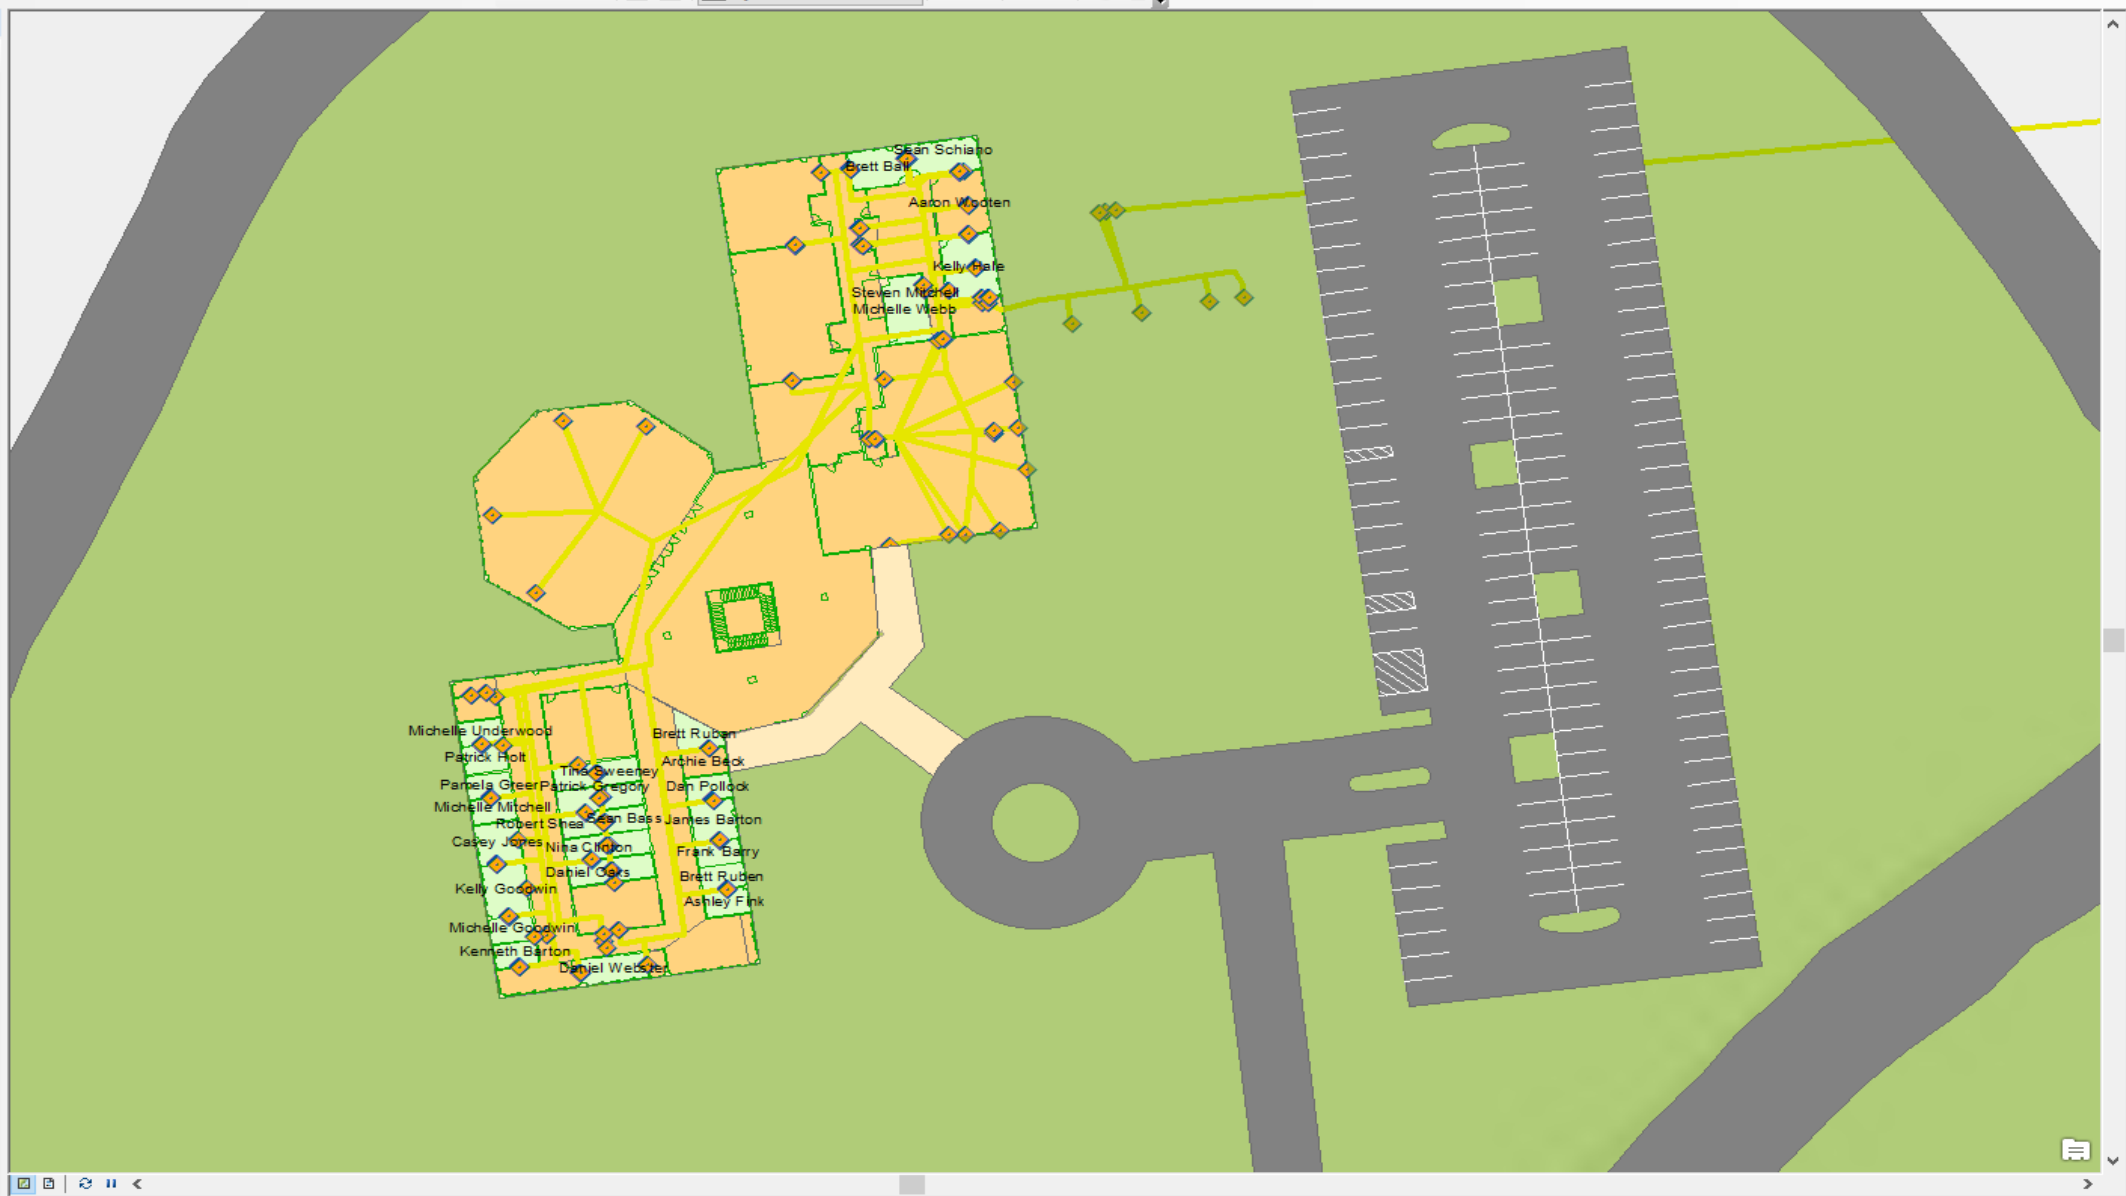 Sean Schiano
Brett Ball
Aaron Wooten
Kelly Hale
Steven Mitchell
Michelle Webb
Michelle Underwood
Patrick Holt
Pamela Greer
Michelle Mitchell
Robert Shea
Casey Jones
Kelly Goodwin
Michelle Goodwin
Kenneth Barton
Tina Sweeney
Patrick Gregory
Sean Bass
Nina Clinton
Daniel Oaks
Daniel Webster
Brett Ruban
Archie Beck
Dan Pollock
James Barton
Frank Barry
Brett Ruben
Ashley Fink